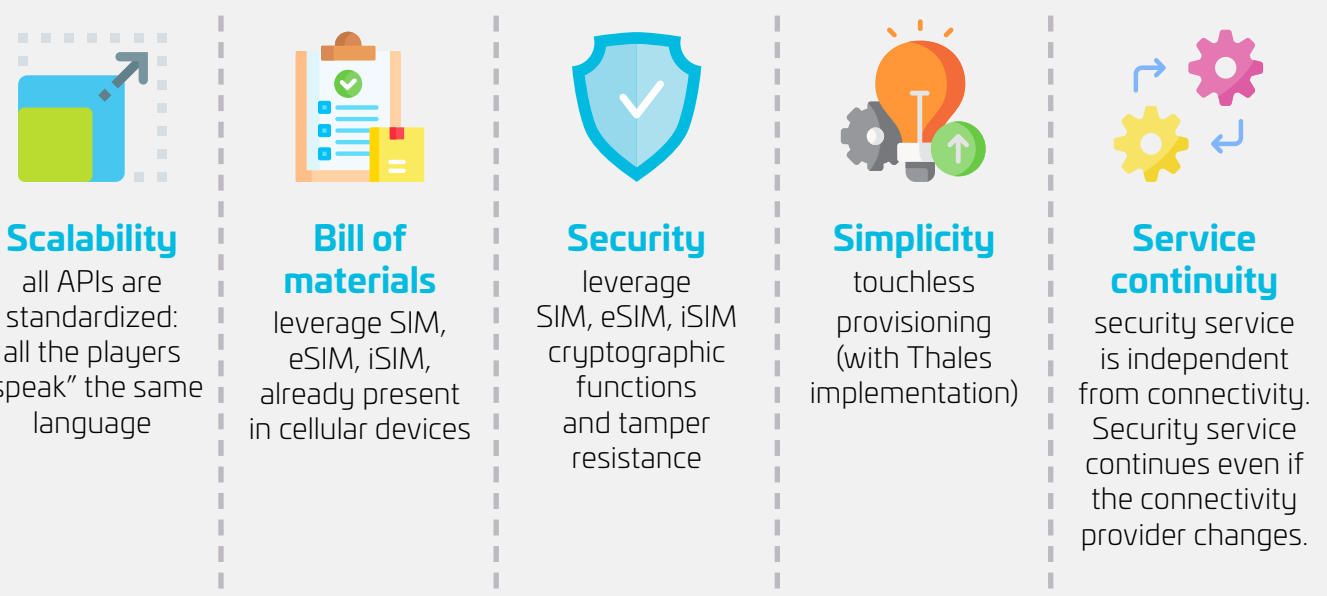 Scalability
all APIs are
standardized:
all the players
speak” the same
language
Bill of
materials
leverage SIM,
eSIM, iSIM,
already present
in cellular devices
Security
leverage
SIM, eSIM, iSIM
cryptographic
functions
and tamper
resistance
Simplicity
touchless
provisioning
(with Thales
implementation)
Service
continuity
security service
is independent
from connectivity.
Security service
continues even if
the connectivity
provider changes.